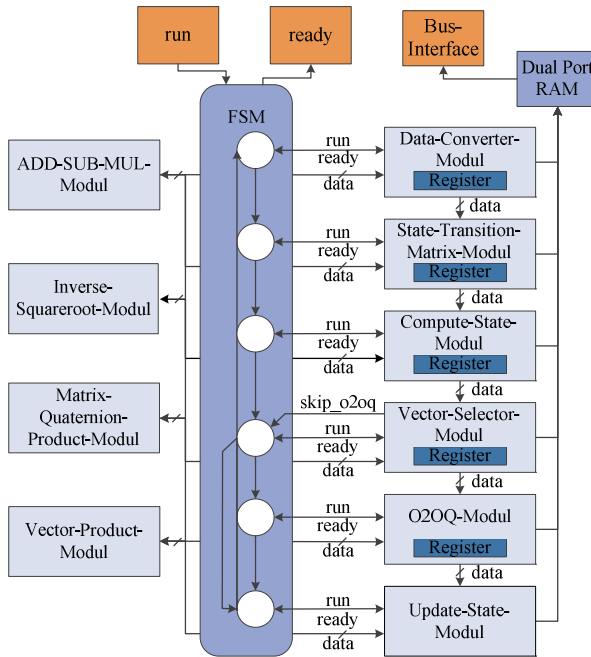 run
ready
Bus-
Interface
Dual Port
RAM
FSM
ADD-SUB-MUL-
Modul
run
ready
data
Data-Converter-
Modul
Register
data
run
ready
data
State-Transition-
Matrix-Modul
Register
data
Inverse-
Squareroot-Modul
run
ready
data
Compute-State-
Modul
Register
data
skip_o2oq
Matrix-
Quaternion-
Product-Modul
run
ready
data
Vector-Selector-
Modul
Register
data
Vector-Product-
Modul
run
ready
data
O2OQ-Modul
Register
data
run
ready
data
Update-State-
Modul